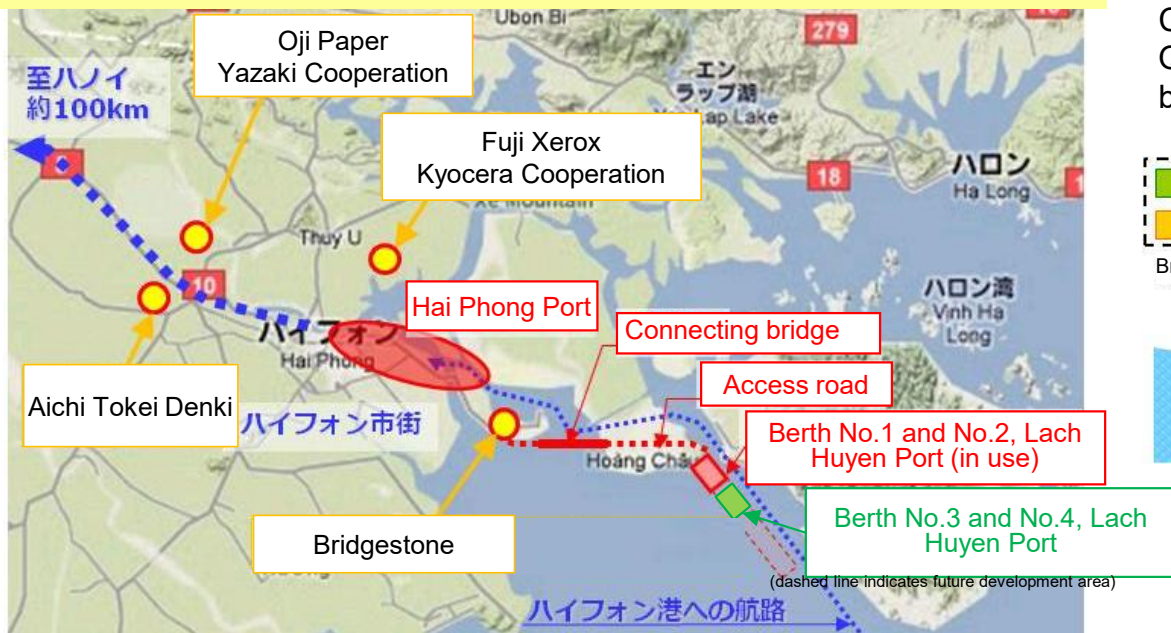 Uong Bi
279
Oji Paper
Yazaki Cooperation
至ハノイ
約100km
エン
ラップ湖
Lap Lake
Fuji Xerox
Kyocera Cooperation
18
ハロン
Ha Long
Mountain
Thuy U
10
Hai Phong Port
ハイフォン
Hai Phong
ハロン湾
Vinh Ha
Long
Connecting bridge
Access road
Aichi Tokei Denki
ハイフォン市街
Hoàng Châu
Berth No.1 and No.2, Lach
Huyen Port (in use)
Bridgestone
Berth No.3 and No.4, Lach
Huyen Port
(dashed line indicates future development area)
ハイフォン港への航路